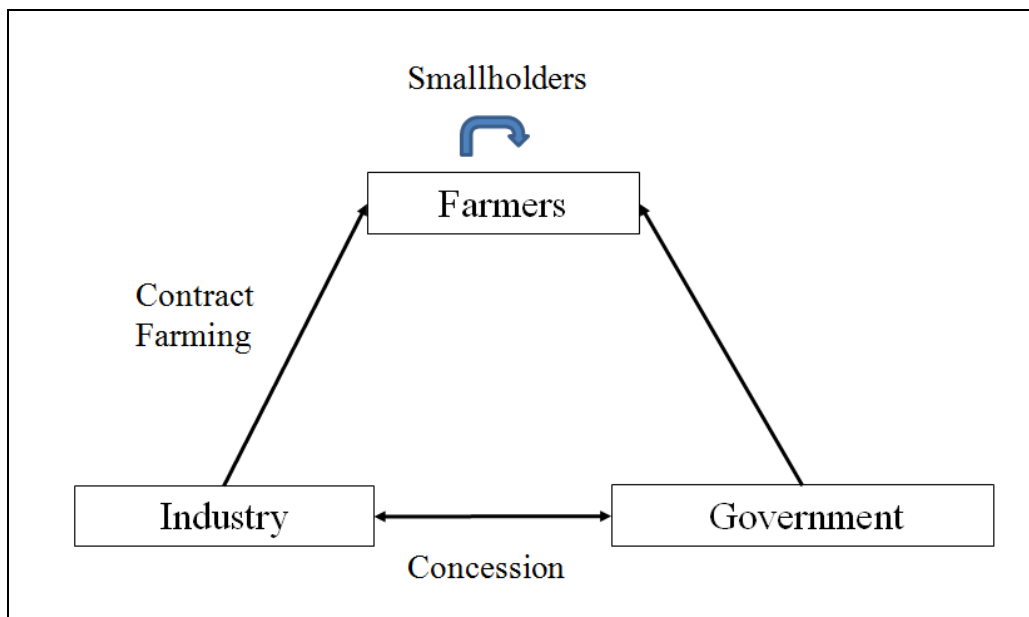 Smallholders
Farmers
Contract
Farming
Industry
Government
Concession